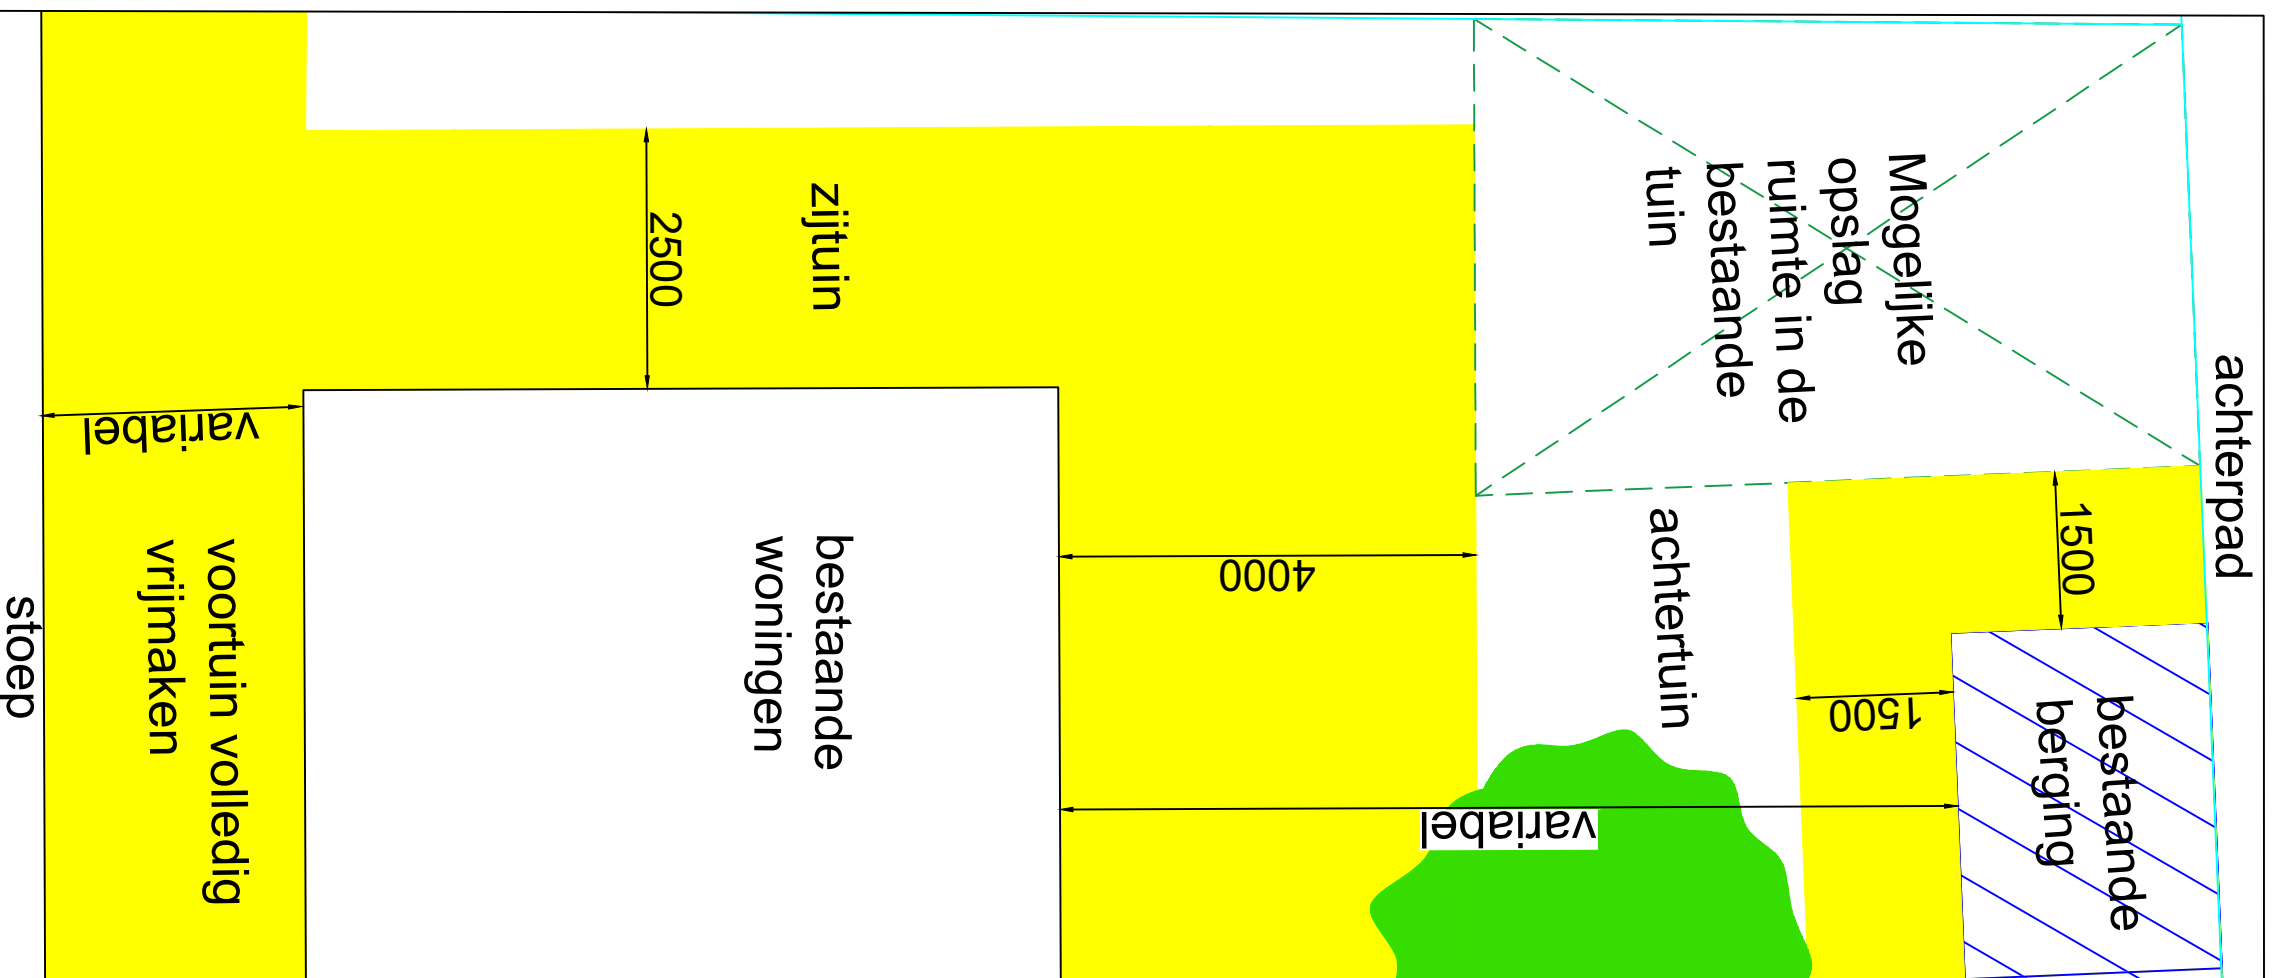 stoep
voortuin volledig
vrijmaken
variabel
zijtuin
2500
bestaande
woningen
4000
variabel
Mogelijke
opslag
ruimte in de
bestaande
tuin
achtertuin
1500
1500
bestaande
berging
achterpad